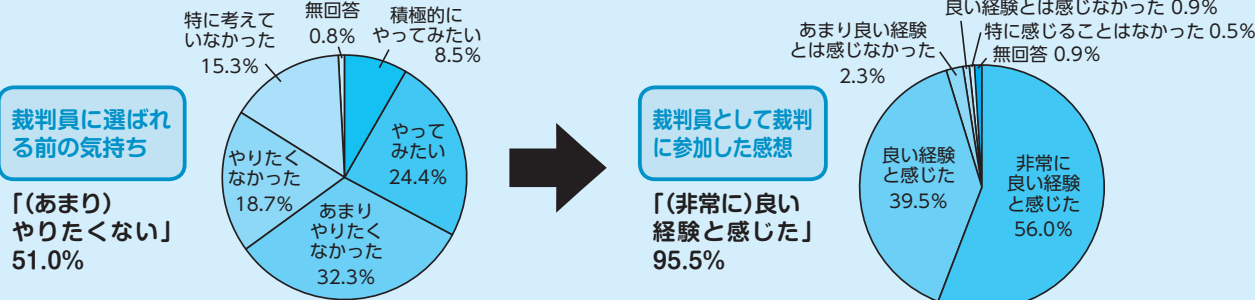 裁判員に選ばれ
る前の気持ち
「(あまり)
やりたくない」
51.0%
無回答
0.8%
積極的に
やってみたい
8.5%
やって
みたい
24.4%
あまり
やりたく
なかった
32.3%
やりたく
なかった
18.7%
特に考えて
いなかった
15.3%
裁判員として裁判
に参加した感想
「(非常に)良い
経験と感じた」
95.5%
良い経験とは感じなかった 0.9%
特に感じることはなかった 0.5%
無回答 0.9%
あまり良い経験
とは感じなかった
2.3%
良い経験
と感じた
39.5%
非常に
良い経験
と感じた
56.0%